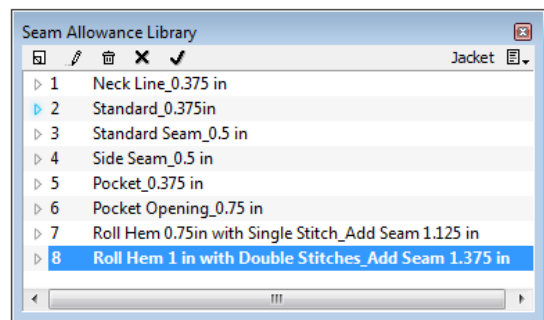 Seam Allowance Library
Jacket
1 Neck Line_0.375 in
2 Standard_0.375in
3 Standard Seam_0.5 in
4 Side Seam_0.5 in
5 Pocket_0.375 in
6 Pocket Opening_0.75 in
7 Roll Hem 0.75in with Single Stitch_Add Seam 1.125 in
8 Roll Hem 1 in with Double Stitches_Add Seam 1.375 in